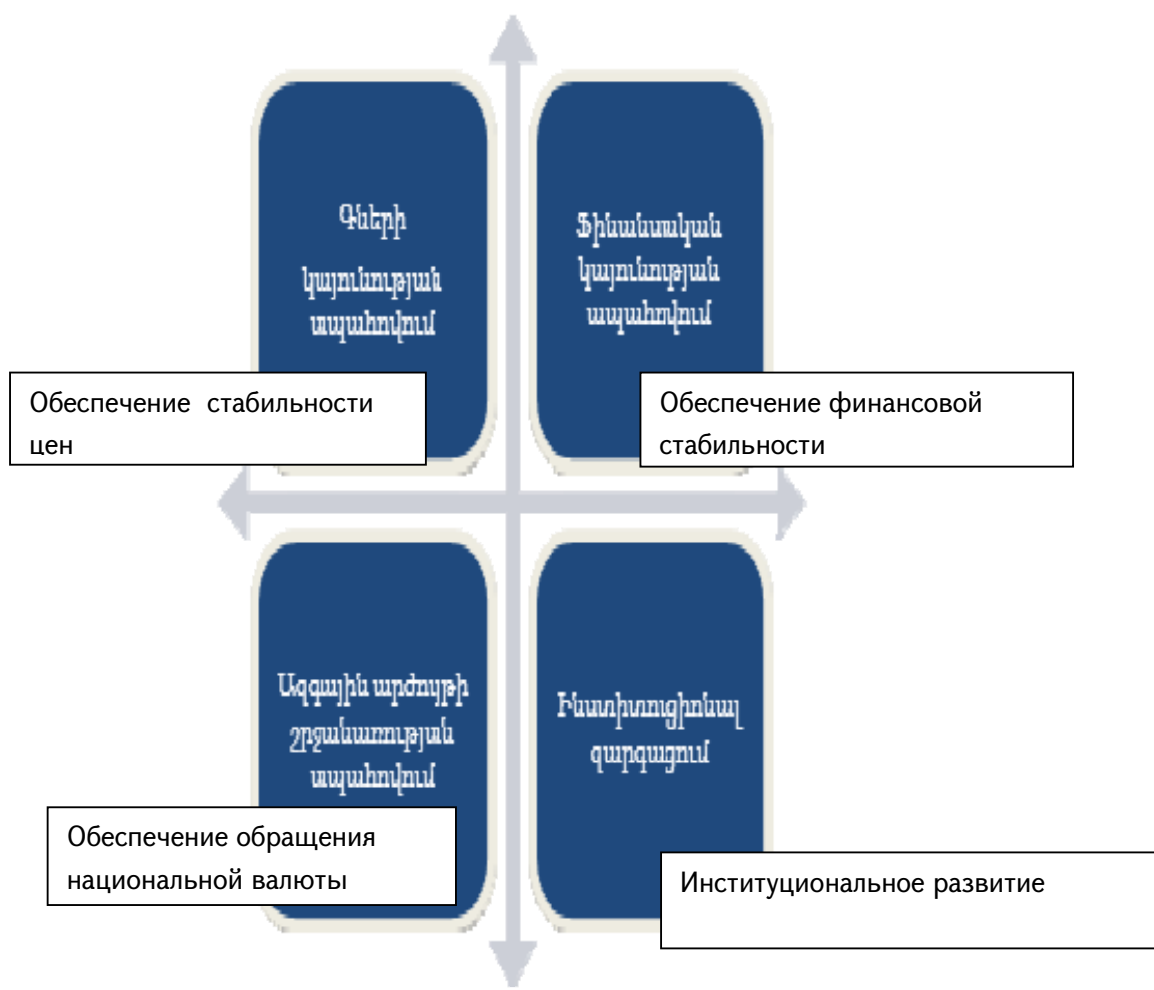 Գների
կայունության
ապահովում
Ֆինանսական
կայունության
ապահովում
Обеспечение стабильности
цен
Обеспечение финансовой
стабильности
Ազգային արժույթի
շրջանառության
ապահովում
Ինստիտուցիոնալ
զարգացում
Обеспечение обращения
национальной валюты
Институциональное развитие